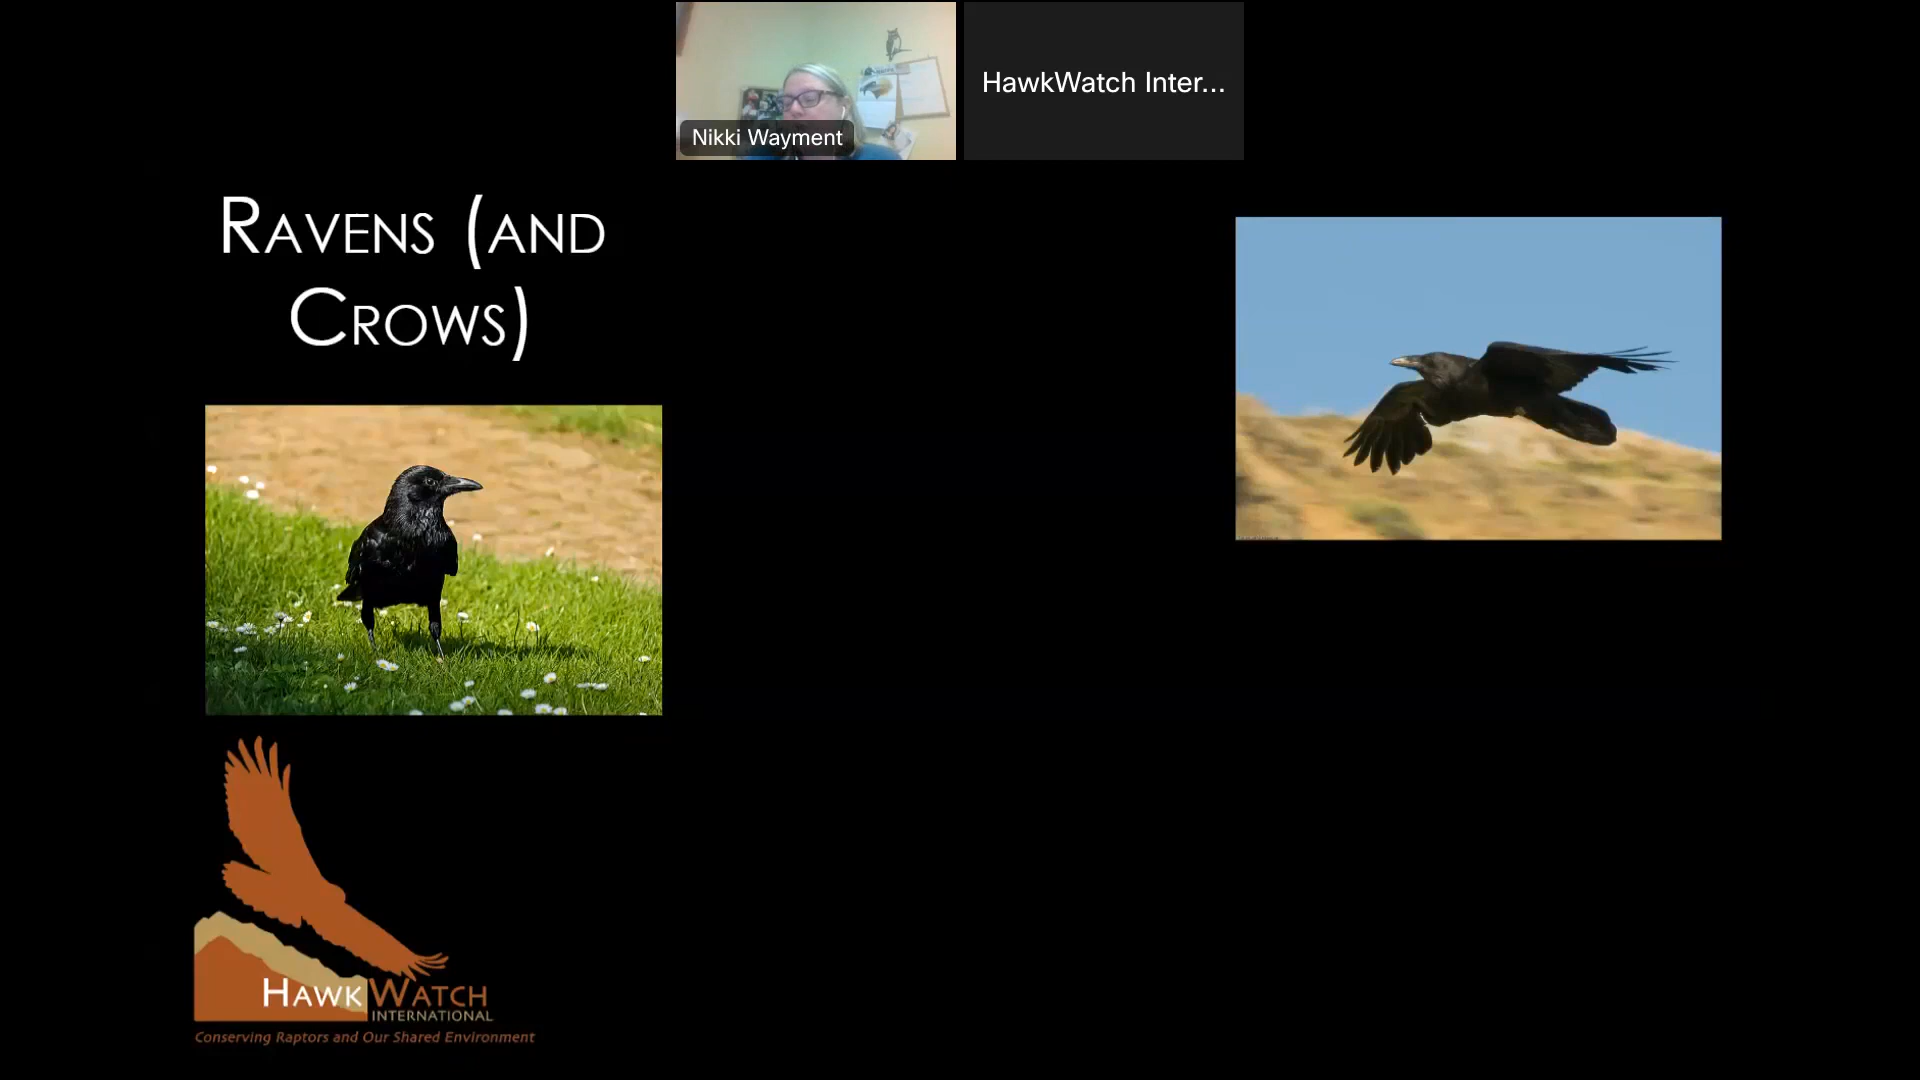 Nikki Wayment
HawkWatch Inter...
Ravens (and
Crows)
HawkWatch
INTERNATIONAL
Conserving Raptors and Our Shared Environment